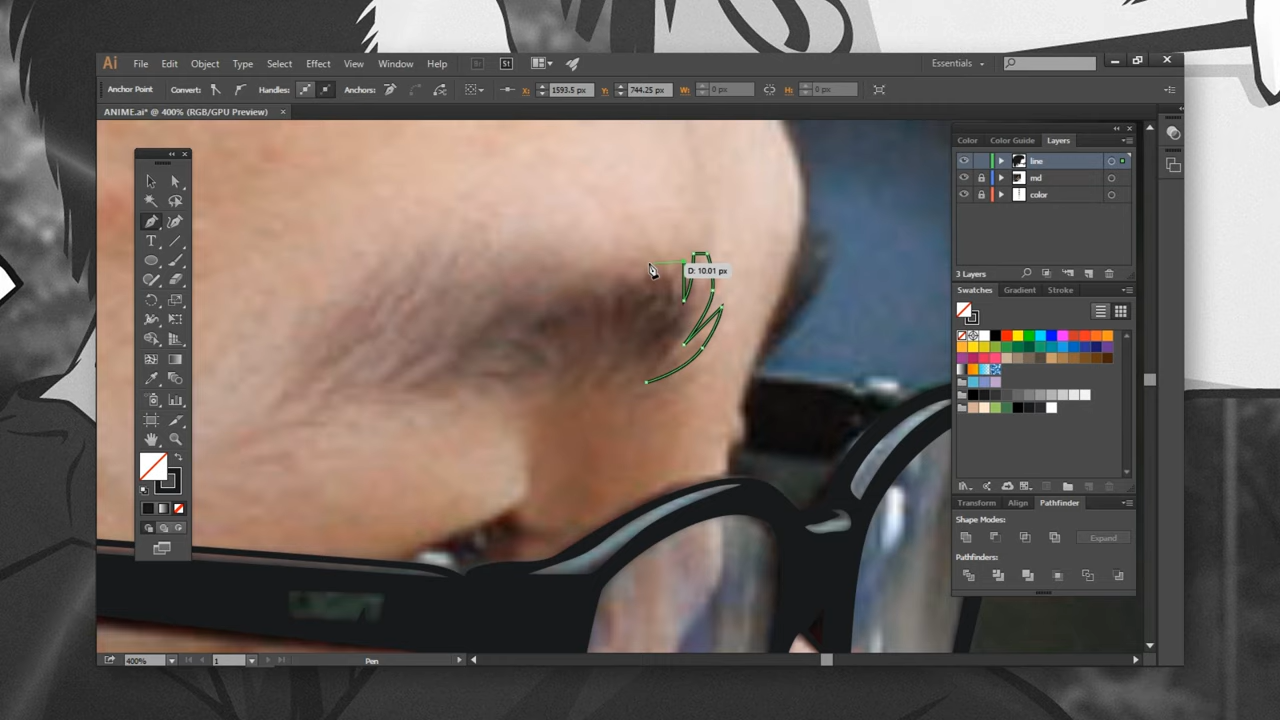 Ai File Edit Object Type Select Effect View Window Help Br St Essentials
Anchor Point Convert: Handles: Anchors: X: 1593.5 px Y: 744.25 px W: 0 px H: 0 px
ANIME.ai* @ 400% (RGB/GPU Preview) ×
Color Color Guide Layers
line
md
color
D: 10.01 px
3 Layers
Swatches Gradient Stroke
Transform Align Pathfinder
Shape Modes:
Expand
Pathfinders:
400% 1 Pen